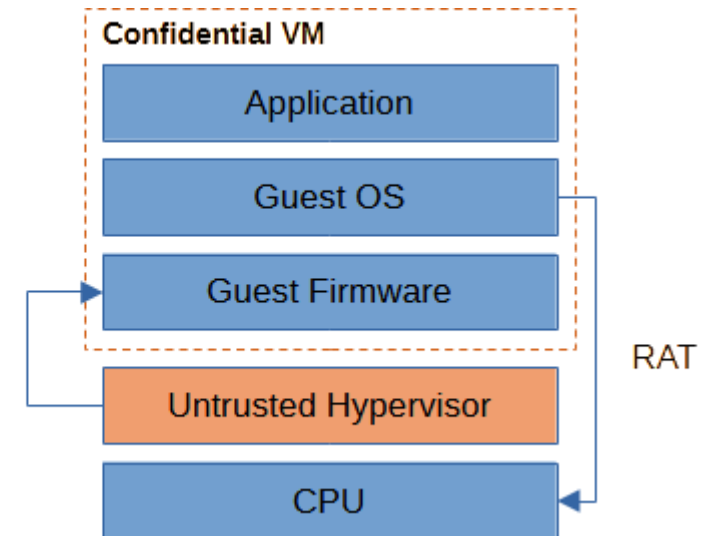 Confidential VM
Application
Guest OS
Guest Firmware
RAT
Untrusted Hypervisor
CPU